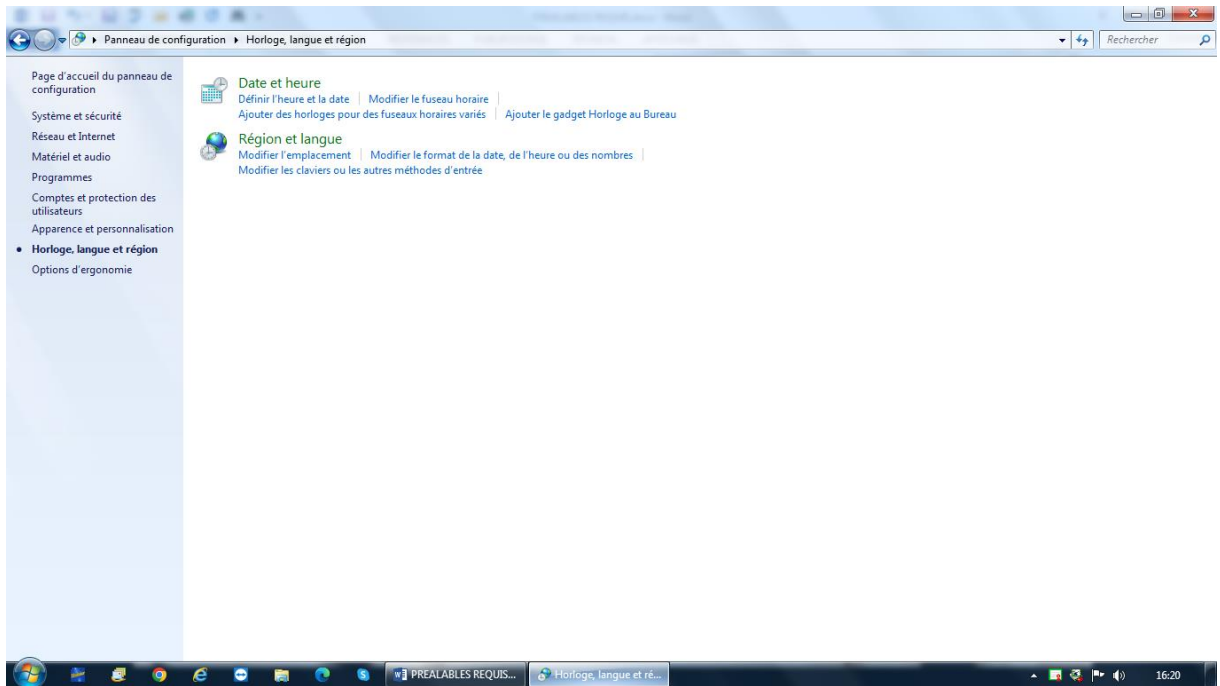 Panneau de configuration ▸ Horloge, langue et région
Rechercher
Page d'accueil du panneau de
configuration
Système et sécurité
Réseau et Internet
Matériel et audio
Programmes
Comptes et protection des
utilisateurs
Apparence et personnalisation
Horloge, langue et région
Options d'ergonomie
Date et heure
Définir l'heure et la date | Modifier le fuseau horaire
Ajouter des horloges pour des fuseaux horaires variés | Ajouter le gadget Horloge au Bureau
Région et langue
Modifier l'emplacement | Modifier le format de la date, de l'heure ou des nombres
Modifier les claviers ou les autres méthodes d'entrée
PREALABLES REQUIS...
Horloge, langue et ré...
16:20